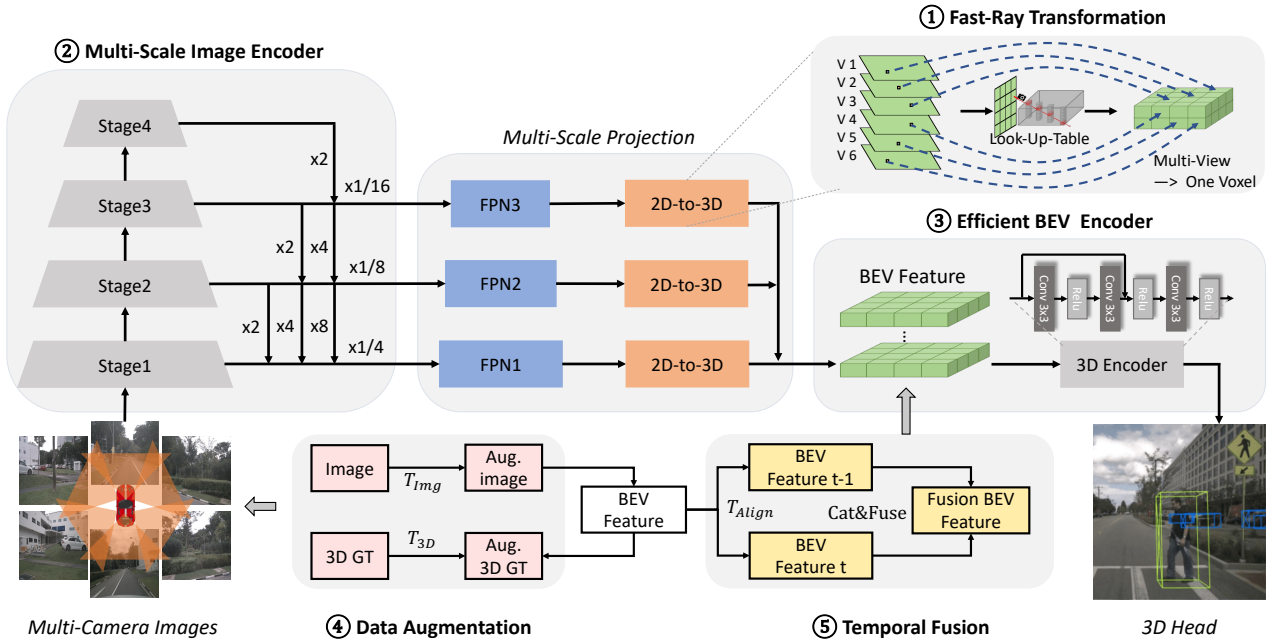 ① Fast-Ray Transformation
V 1
V 2
V 3
V 4
V 5
V 6
Look-Up-Table
Multi-View
—> One Voxel
② Multi-Scale Image Encoder
Stage4
Stage3
Stage2
Stage1
x2
x1/16
x2
x4
x1/8
x2
x4
x8
x1/4
Multi-Scale Projection
FPN3
2D-to-3D
FPN2
2D-to-3D
FPN1
2D-to-3D
③ Efficient BEV Encoder
BEV Feature
Conv 3x3
Relu
Conv 3x3
Relu
Conv 3x3
Relu
3D Encoder
Image
T_Img
Aug.
image
3D GT
T_3D
Aug.
3D GT
BEV
Feature
T_Align
BEV
Feature t-1
BEV
Feature t
Cat&Fuse
Fusion BEV
Feature
Multi-Camera Images
④ Data Augmentation
⑤ Temporal Fusion
3D Head